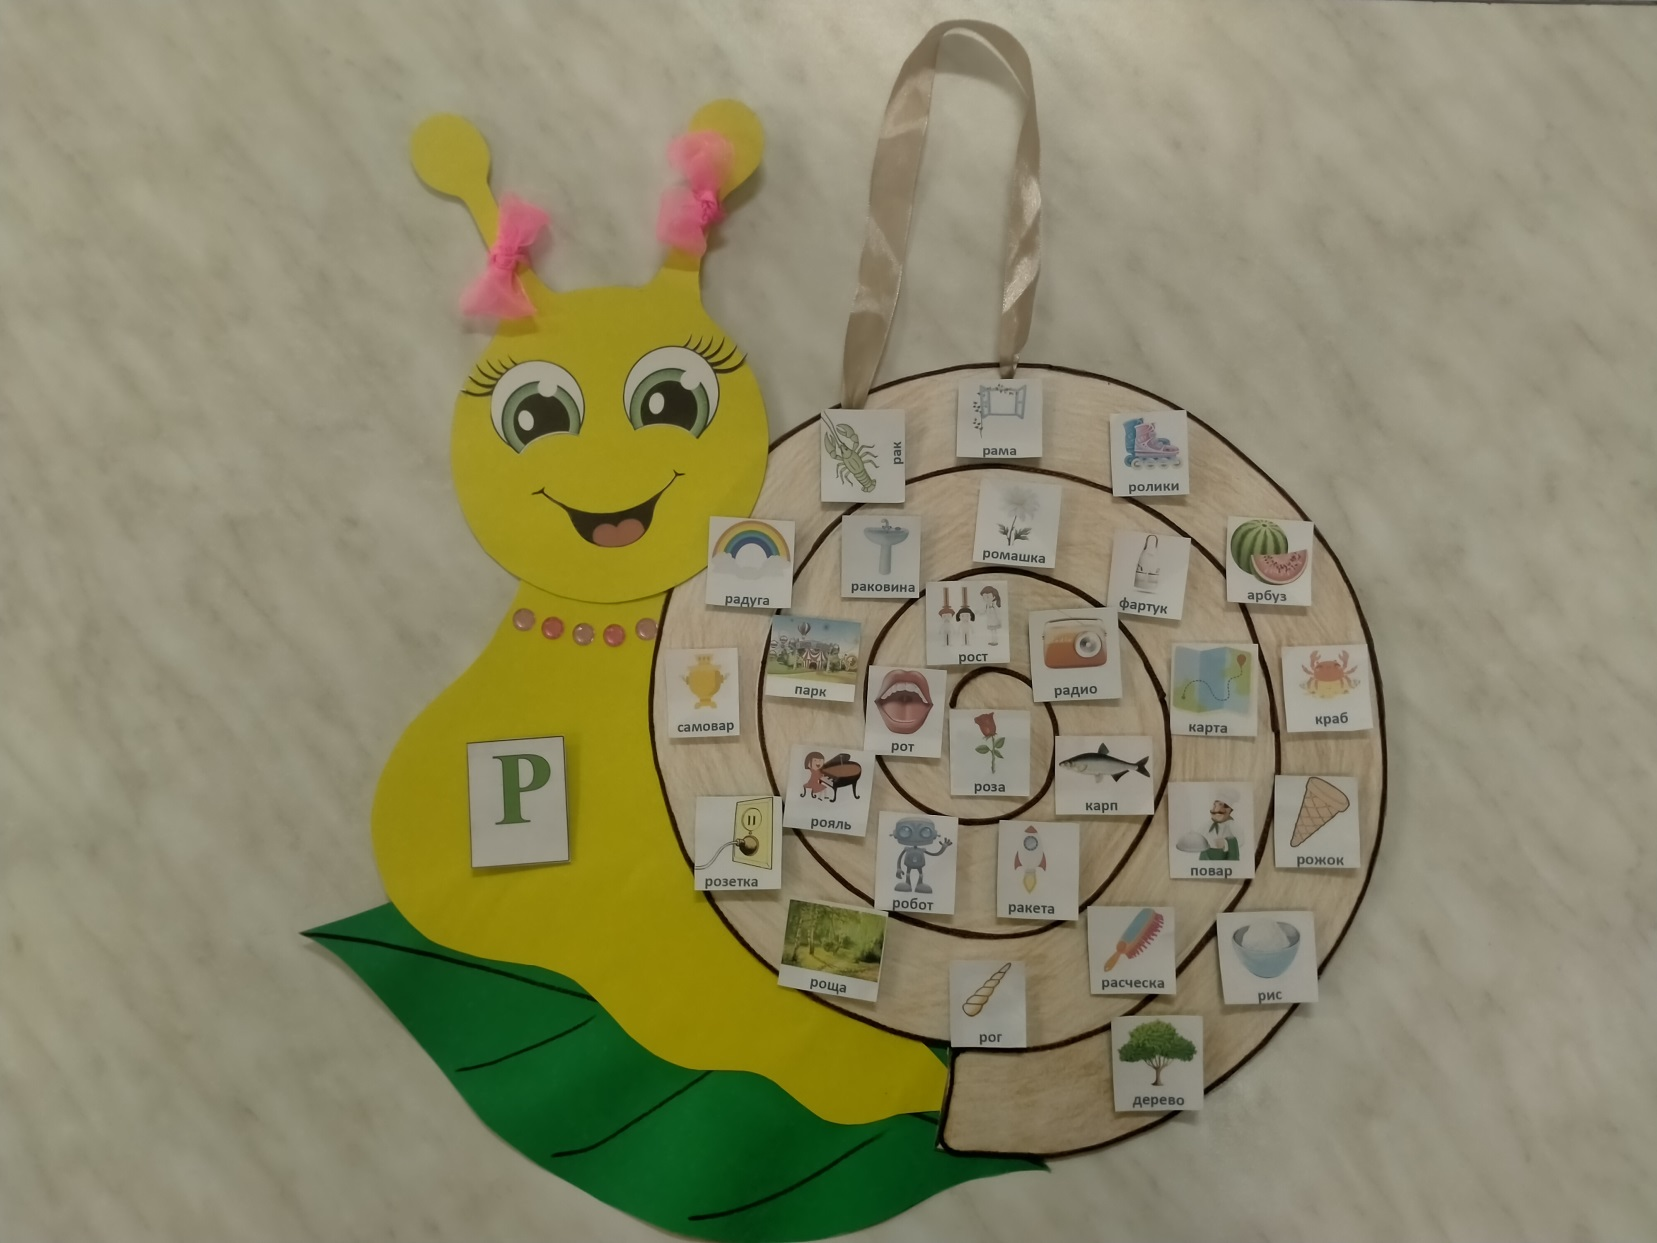 рак
рама
ролики
радуга
раковина
ромашка
фартук
арбуз
рост
парк
радио
самовар
рот
карта
краб
роза
карп
рояль
розетка
робот
ракета
повар
рожок
Р
роща
рог
расческа
рис
дерево